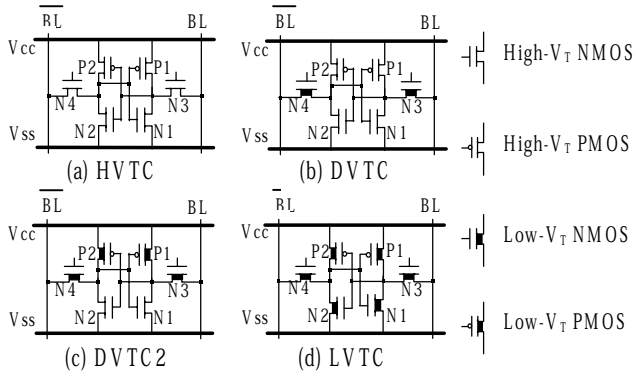 BL BL BL BL
Vcc Vcc
P2 P1 P2 P1 High-VT NMOS
N4 N3 N4 N3
N2 N1 N2 N1
Vss Vss
(a) HVTC (b) DVTC High-VT PMOS
BL BL BL BL
Vcc Vcc
P2 P1 P2 P1 Low-VT NMOS
N4 N3 N4 N3
N2 N1 N2 N1
Vss Vss
(c) DVTC2 (d) LVTC Low-VT PMOS